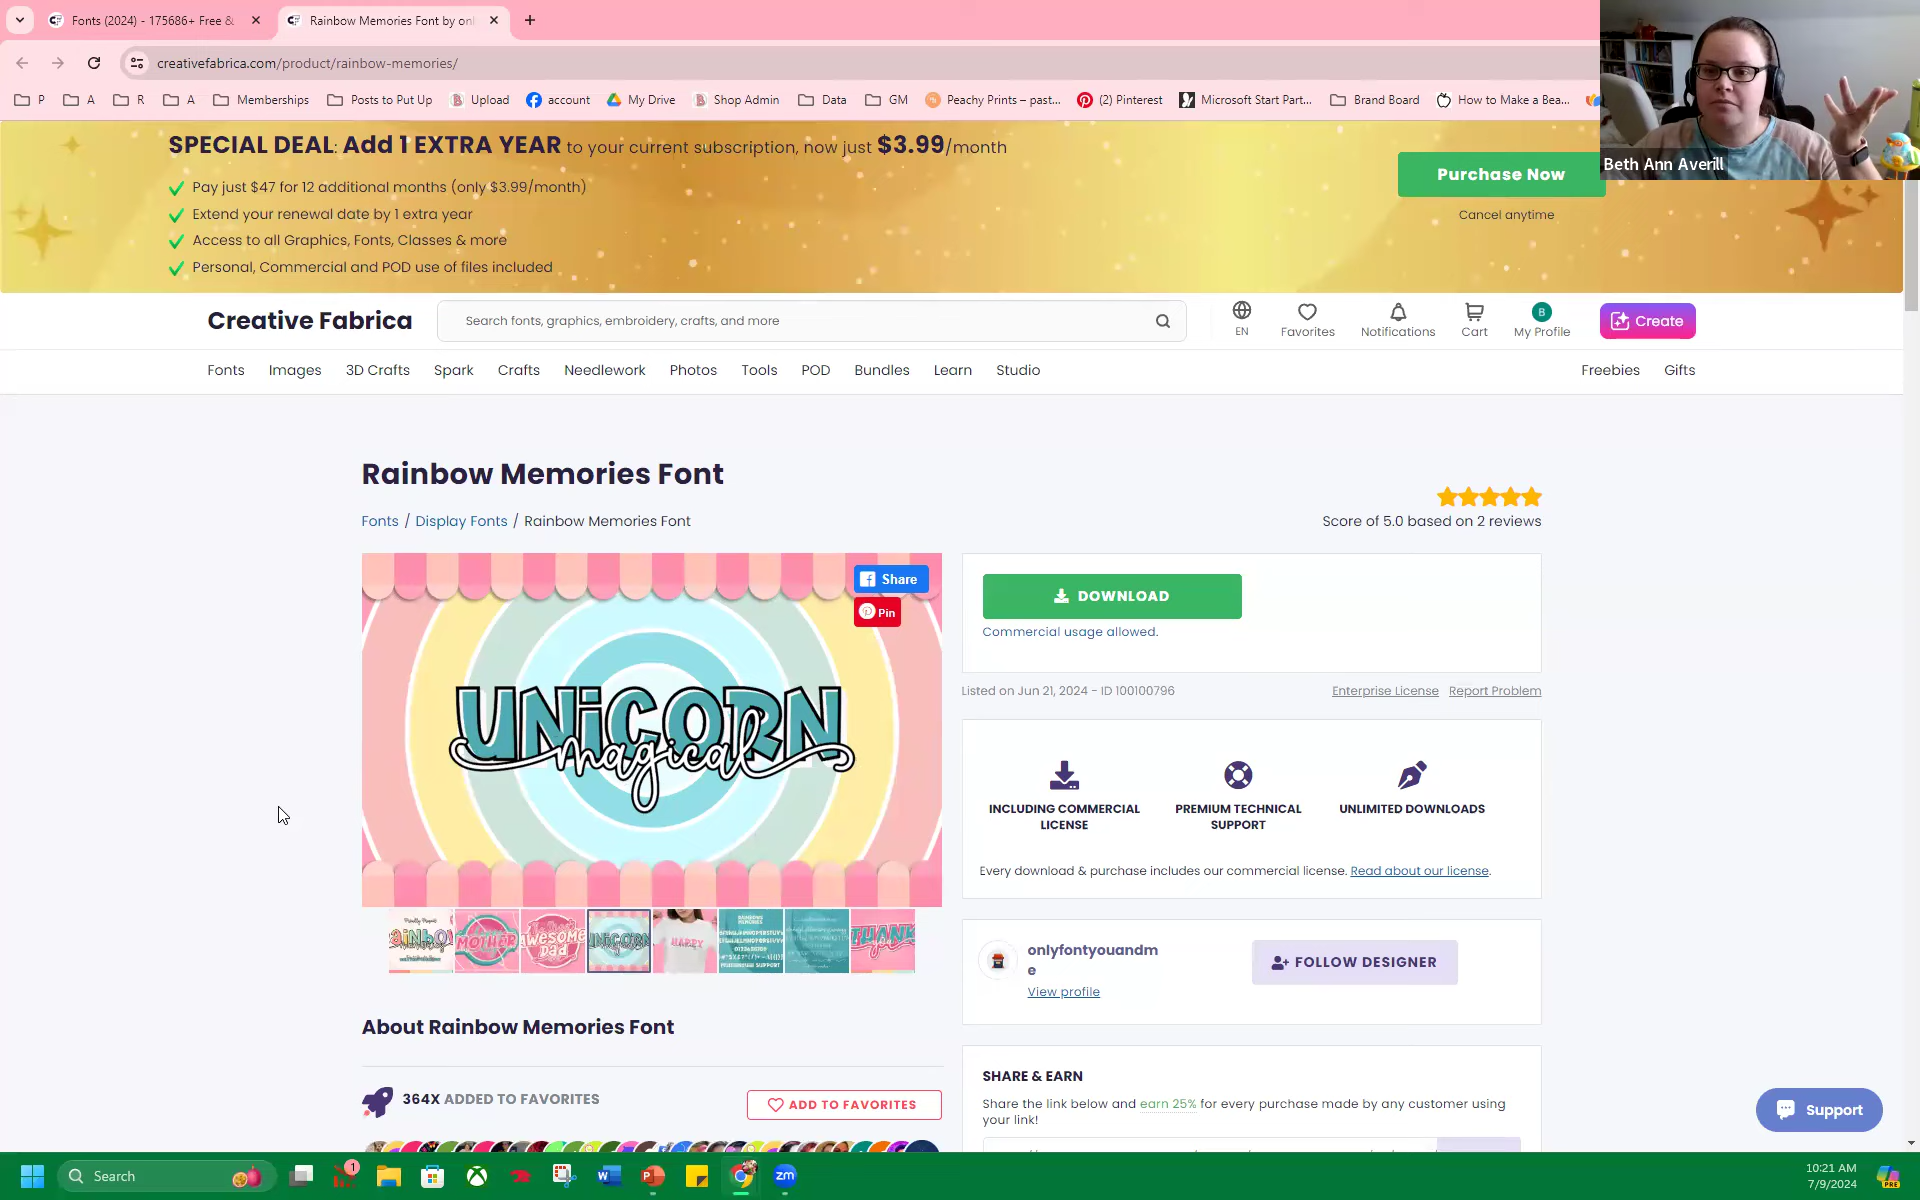 Fonts (2024) - 175686+ Free &
Rainbow Memories Font by on
creativefabrica.com/product/rainbow-memories/
P
A
R
A
Memberships
Posts to Put Up
Upload
account
My Drive
Shop Admin
Data
GM
Peachy Prints – past...
(2) Pinterest
Microsoft Start Part...
Brand Board
How to Make a Bea...
SPECIAL DEAL: Add 1 EXTRA YEAR to your current subscription, now just $3.99/month
Pay just $47 for 12 additional months (only $3.99/month)
Extend your renewal date by 1 extra year
Access to all Graphics, Fonts, Classes & more
Personal, Commercial and POD use of files included
Purchase Now
Cancel anytime
Beth Ann Averill
Creative Fabrica
Search fonts, graphics, embroidery, crafts, and more
EN
Favorites
Notifications
Cart
B
My Profile
Create
Fonts
Images
3D Crafts
Spark
Crafts
Needlework
Photos
Tools
POD
Bundles
Learn
Studio
Freebies
Gifts
Rainbow Memories Font
Fonts / Display Fonts / Rainbow Memories Font
Score of 5.0 based on 2 reviews
Share
Pin
UNiCORN
magical
DOWNLOAD
Commercial usage allowed.
Listed on Jun 21, 2024 - ID 100100796
Enterprise License
Report Problem
INCLUDING COMMERCIAL
LICENSE
PREMIUM TECHNICAL
SUPPORT
UNLIMITED DOWNLOADS
Every download & purchase includes our commercial license. Read about our license.
MOTHER
AWESOME
Dad
UNiCORN
HAPPY
THANK
onlyfontyouandm
e
View profile
FOLLOW DESIGNER
About Rainbow Memories Font
364X ADDED TO FAVORITES
ADD TO FAVORITES
SHARE & EARN
Share the link below and earn 25% for every purchase made by any customer using
your link!
Support
Search
1
zm
10:21 AM
7/9/2024
PRE